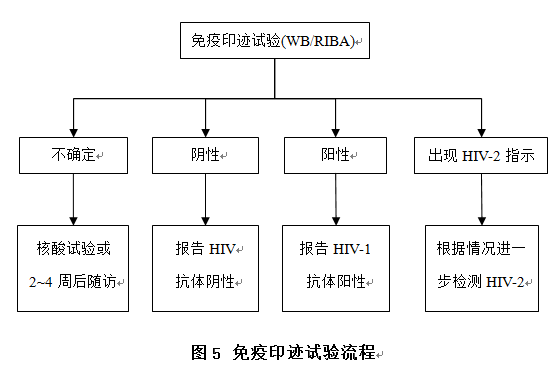 免疫印迹试验(WB/RIBA)
不确定
阴性
阳性
出现 HIV-2 指示
核酸试验或
2~4 周后随访
报告 HIV
抗体阴性
报告 HIV-1
抗体阳性
根据情况进一
步检测 HIV-2
图 5 免疫印迹试验流程